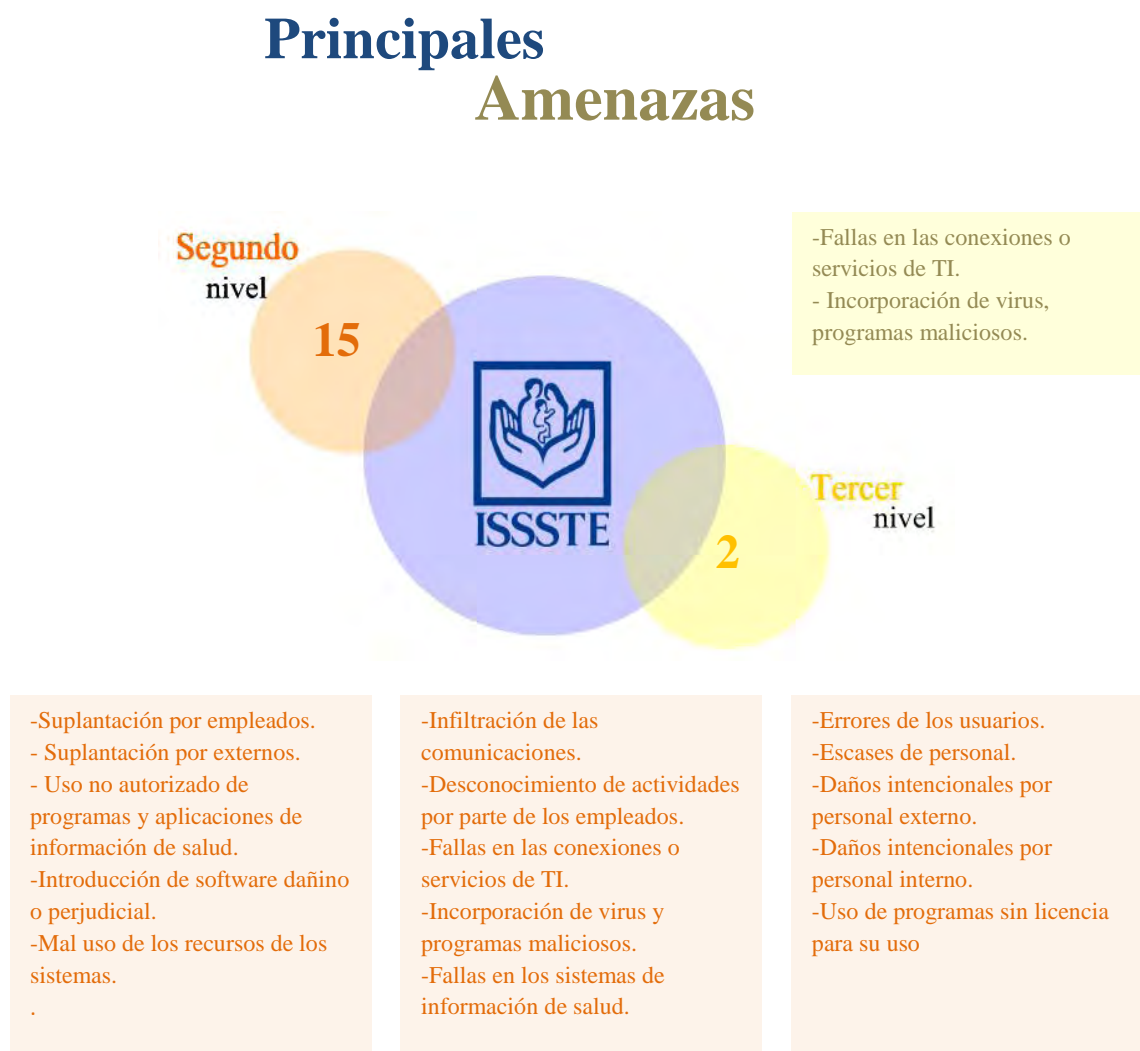 Principales
Amenazas
Segundo
nivel
15
-Fallas en las conexiones o
servicios de TI.
- Incorporación de virus,
programas maliciosos.
ISSSTE
Tercer
nivel
2
-Suplantación por empleados.
- Suplantación por externos.
- Uso no autorizado de
programas y aplicaciones de
información de salud.
-Introducción de software dañino
o perjudicial.
-Mal uso de los recursos de los
sistemas.
.
-Infiltración de las
comunicaciones.
-Desconocimiento de actividades
por parte de los empleados.
-Fallas en las conexiones o
servicios de TI.
-Incorporación de virus y
programas maliciosos.
-Fallas en los sistemas de
información de salud.
-Errores de los usuarios.
-Escases de personal.
-Daños intencionales por
personal externo.
-Daños intencionales por
personal interno.
-Uso de programas sin licencia
para su uso